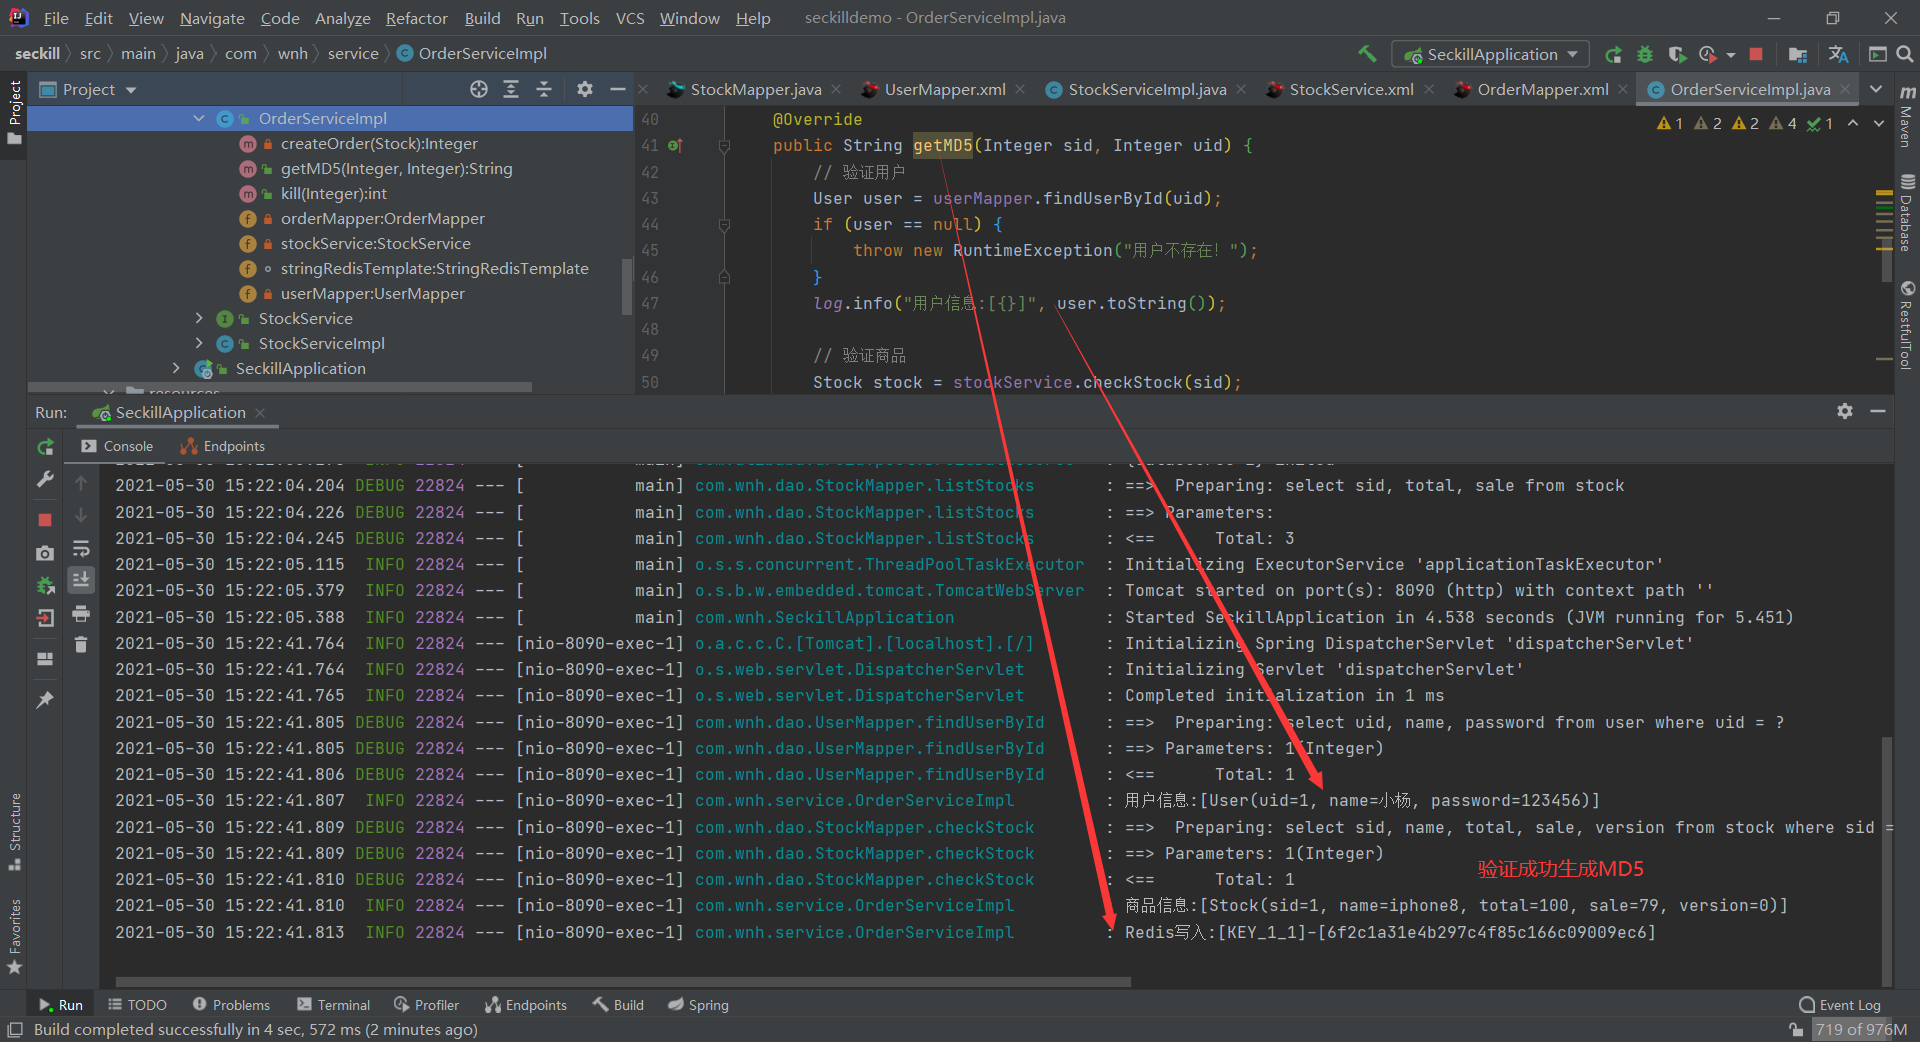 File Edit View Navigate Code Analyze Refactor Build Run Tools VCS Window Help seckilldemo - OrderServiceImpl.java
seckill src main java com wnh service OrderServiceImpl SeckillApplication
Project StockMapper.java UserMapper.xml StockServiceImpl.java StockService.xml OrderMapper.xml OrderServiceImpl.java
Project
OrderServiceImpl
createOrder(Stock):Integer
getMD5(Integer, Integer):String
kill(Integer):int
orderMapper:OrderMapper
stockService:StockService
stringRedisTemplate:StringRedisTemplate
userMapper:UserMapper
StockService
StockServiceImpl
SeckillApplication
resources
1 2 2 4 1
40 @Override
41 public String getMD5(Integer sid, Integer uid) {
42 // 验证用户
43 User user = userMapper.findUserById(uid);
44 if (user == null) {
45 throw new RuntimeException("用户不存在! ");
46 }
47 log.info("用户信息:[{}]", user.toString());
48
49 // 验证商品
50 Stock stock = stockService.checkStock(sid);
Maven
Database
RestfulTool
Run: SeckillApplication
Console Endpoints
2021-05-30 15:22:04.204 DEBUG 22824 --- [ main] com.wnh.dao.StockMapper.listStocks : ==> Preparing: select sid, total, sale from stock
2021-05-30 15:22:04.226 DEBUG 22824 --- [ main] com.wnh.dao.StockMapper.listStocks : ==> Parameters:
2021-05-30 15:22:04.245 DEBUG 22824 --- [ main] com.wnh.dao.StockMapper.listStocks : <== Total: 3
2021-05-30 15:22:05.115 INFO 22824 --- [ main] o.s.s.concurrent.ThreadPoolTaskExecutor : Initializing ExecutorService 'applicationTaskExecutor'
2021-05-30 15:22:05.379 INFO 22824 --- [ main] o.s.b.w.embedded.tomcat.TomcatWebServer : Tomcat started on port(s): 8090 (http) with context path ''
2021-05-30 15:22:05.388 INFO 22824 --- [ main] com.wnh.SeckillApplication : Started SeckillApplication in 4.538 seconds (JVM running for 5.451)
2021-05-30 15:22:41.764 INFO 22824 --- [nio-8090-exec-1] o.a.c.c.C.[Tomcat].[localhost].[/] : Initializing Spring DispatcherServlet 'dispatcherServlet'
2021-05-30 15:22:41.764 INFO 22824 --- [nio-8090-exec-1] o.s.web.servlet.DispatcherServlet : Initializing Servlet 'dispatcherServlet'
2021-05-30 15:22:41.765 INFO 22824 --- [nio-8090-exec-1] o.s.web.servlet.DispatcherServlet : Completed initialization in 1 ms
2021-05-30 15:22:41.805 DEBUG 22824 --- [nio-8090-exec-1] com.wnh.dao.UserMapper.findUserById : ==> Preparing: select uid, name, password from user where uid = ?
2021-05-30 15:22:41.805 DEBUG 22824 --- [nio-8090-exec-1] com.wnh.dao.UserMapper.findUserById : ==> Parameters: 1(Integer)
2021-05-30 15:22:41.806 DEBUG 22824 --- [nio-8090-exec-1] com.wnh.dao.UserMapper.findUserById : <== Total: 1
2021-05-30 15:22:41.807 INFO 22824 --- [nio-8090-exec-1] com.wnh.service.OrderServiceImpl : 用户信息:[User(uid=1, name=小杨, password=123456)]
2021-05-30 15:22:41.809 DEBUG 22824 --- [nio-8090-exec-1] com.wnh.dao.StockMapper.checkStock : ==> Preparing: select sid, name, total, sale, version from stock where sid =
2021-05-30 15:22:41.809 DEBUG 22824 --- [nio-8090-exec-1] com.wnh.dao.StockMapper.checkStock : ==> Parameters: 1(Integer)
验证成功生成MD5
2021-05-30 15:22:41.810 DEBUG 22824 --- [nio-8090-exec-1] com.wnh.dao.StockMapper.checkStock : <== Total: 1
2021-05-30 15:22:41.810 INFO 22824 --- [nio-8090-exec-1] com.wnh.service.OrderServiceImpl 商品信息:[Stock(sid=1, name=iphone8, total=100, sale=79, version=0)]
2021-05-30 15:22:41.813 INFO 22824 --- [nio-8090-exec-1] com.wnh.service.OrderServiceImpl : Redis写入:[KEY_1_1]-[6f2c1a31e4b297c4f85c166c09009ec6]
Structure
Favorites
Run TODO Problems Terminal Profiler Endpoints Build Spring Event Log
Build completed successfully in 4 sec, 572 ms (2 minutes ago) 719 of 976M